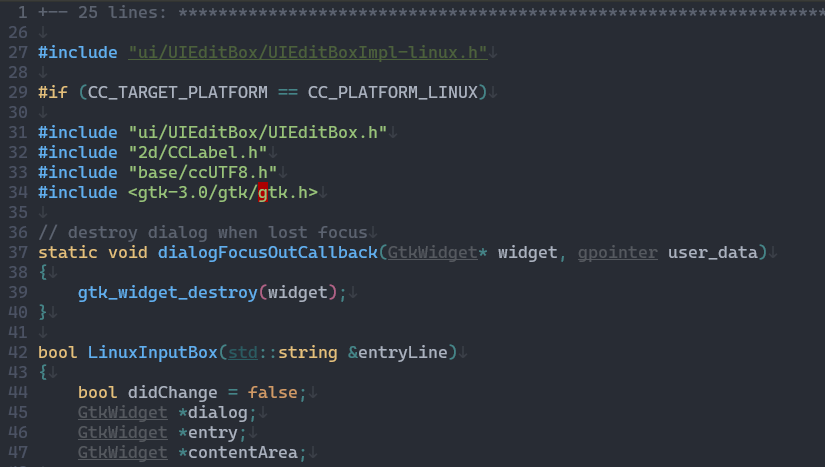 1 +-- 25 lines: ******************************************************************
26 ↓
27 #include "ui/UIEditBox/UIEditBoxImpl-linux.h"↓
28 ↓
29 #if (CC_TARGET_PLATFORM == CC_PLATFORM_LINUX)↓
30 ↓
31 #include "ui/UIEditBox/UIEditBox.h"↓
32 #include "2d/CCLabel.h"↓
33 #include "base/ccUTF8.h"↓
34 #include <gtk-3.0/gtk/gtk.h>↓
35 ↓
36 // destroy dialog when lost focus↓
37 static void dialogFocusOutCallback(GtkWidget* widget, gpointer user_data)↓
38 {↓
39     gtk_widget_destroy(widget);↓
40 }↓
41 ↓
42 bool LinuxInputBox(std::string &entryLine)↓
43 {↓
44     bool didChange = false;↓
45     GtkWidget *dialog;↓
46     GtkWidget *entry;↓
47     GtkWidget *contentArea;↓